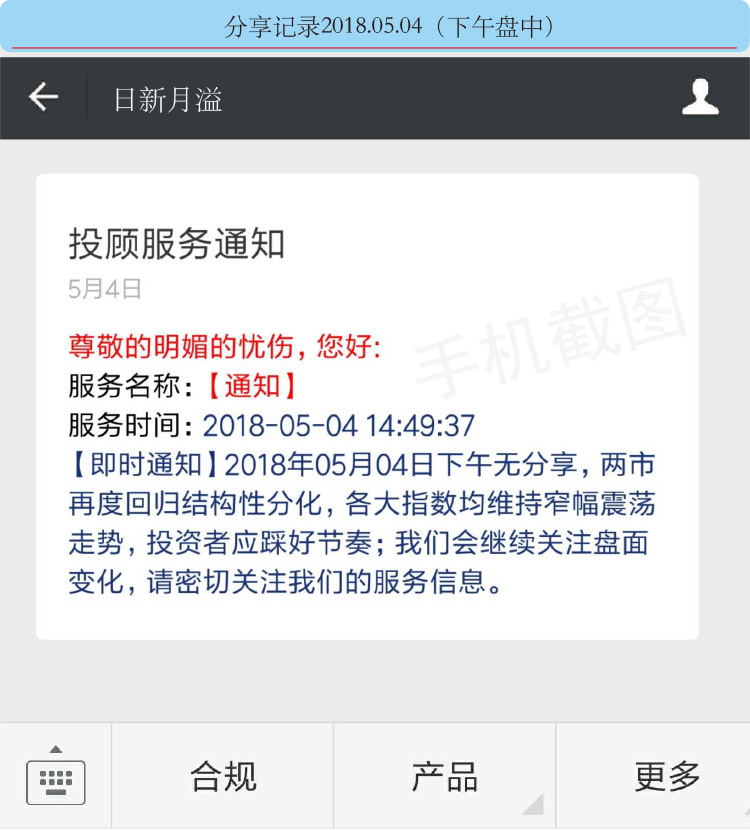 分享记录2018.05.04（下午盘中）
日新月溢
投顾服务通知
5月4日
手机截图
尊敬的明媚的忧伤，您好:
服务名称:【通知】
服务时间: 2018-05-04 14:49:37
【即时通知】2018年05月04日下午无分享，两市
再度回归结构性分化，各大指数均维持窄幅震荡
走势，投资者应踩好节奏；我们会继续关注盘面
变化，请密切关注我们的服务信息。
合规
产品
更多